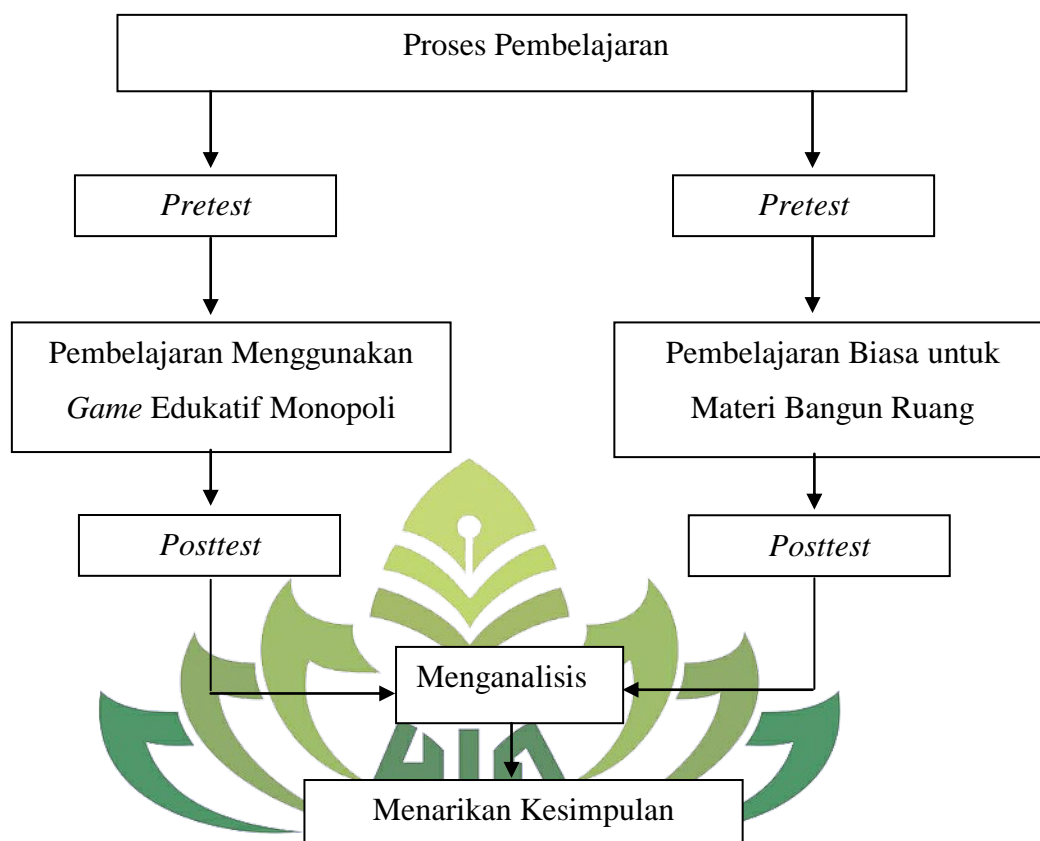 Proses Pembelajaran
Pretest
Pretest
Pembelajaran Menggunakan
Game Edukatif Monopoli
Pembelajaran Biasa untuk
Materi Bangun Ruang
Posttest
Posttest
Menganalisis
Menarikan Kesimpulan